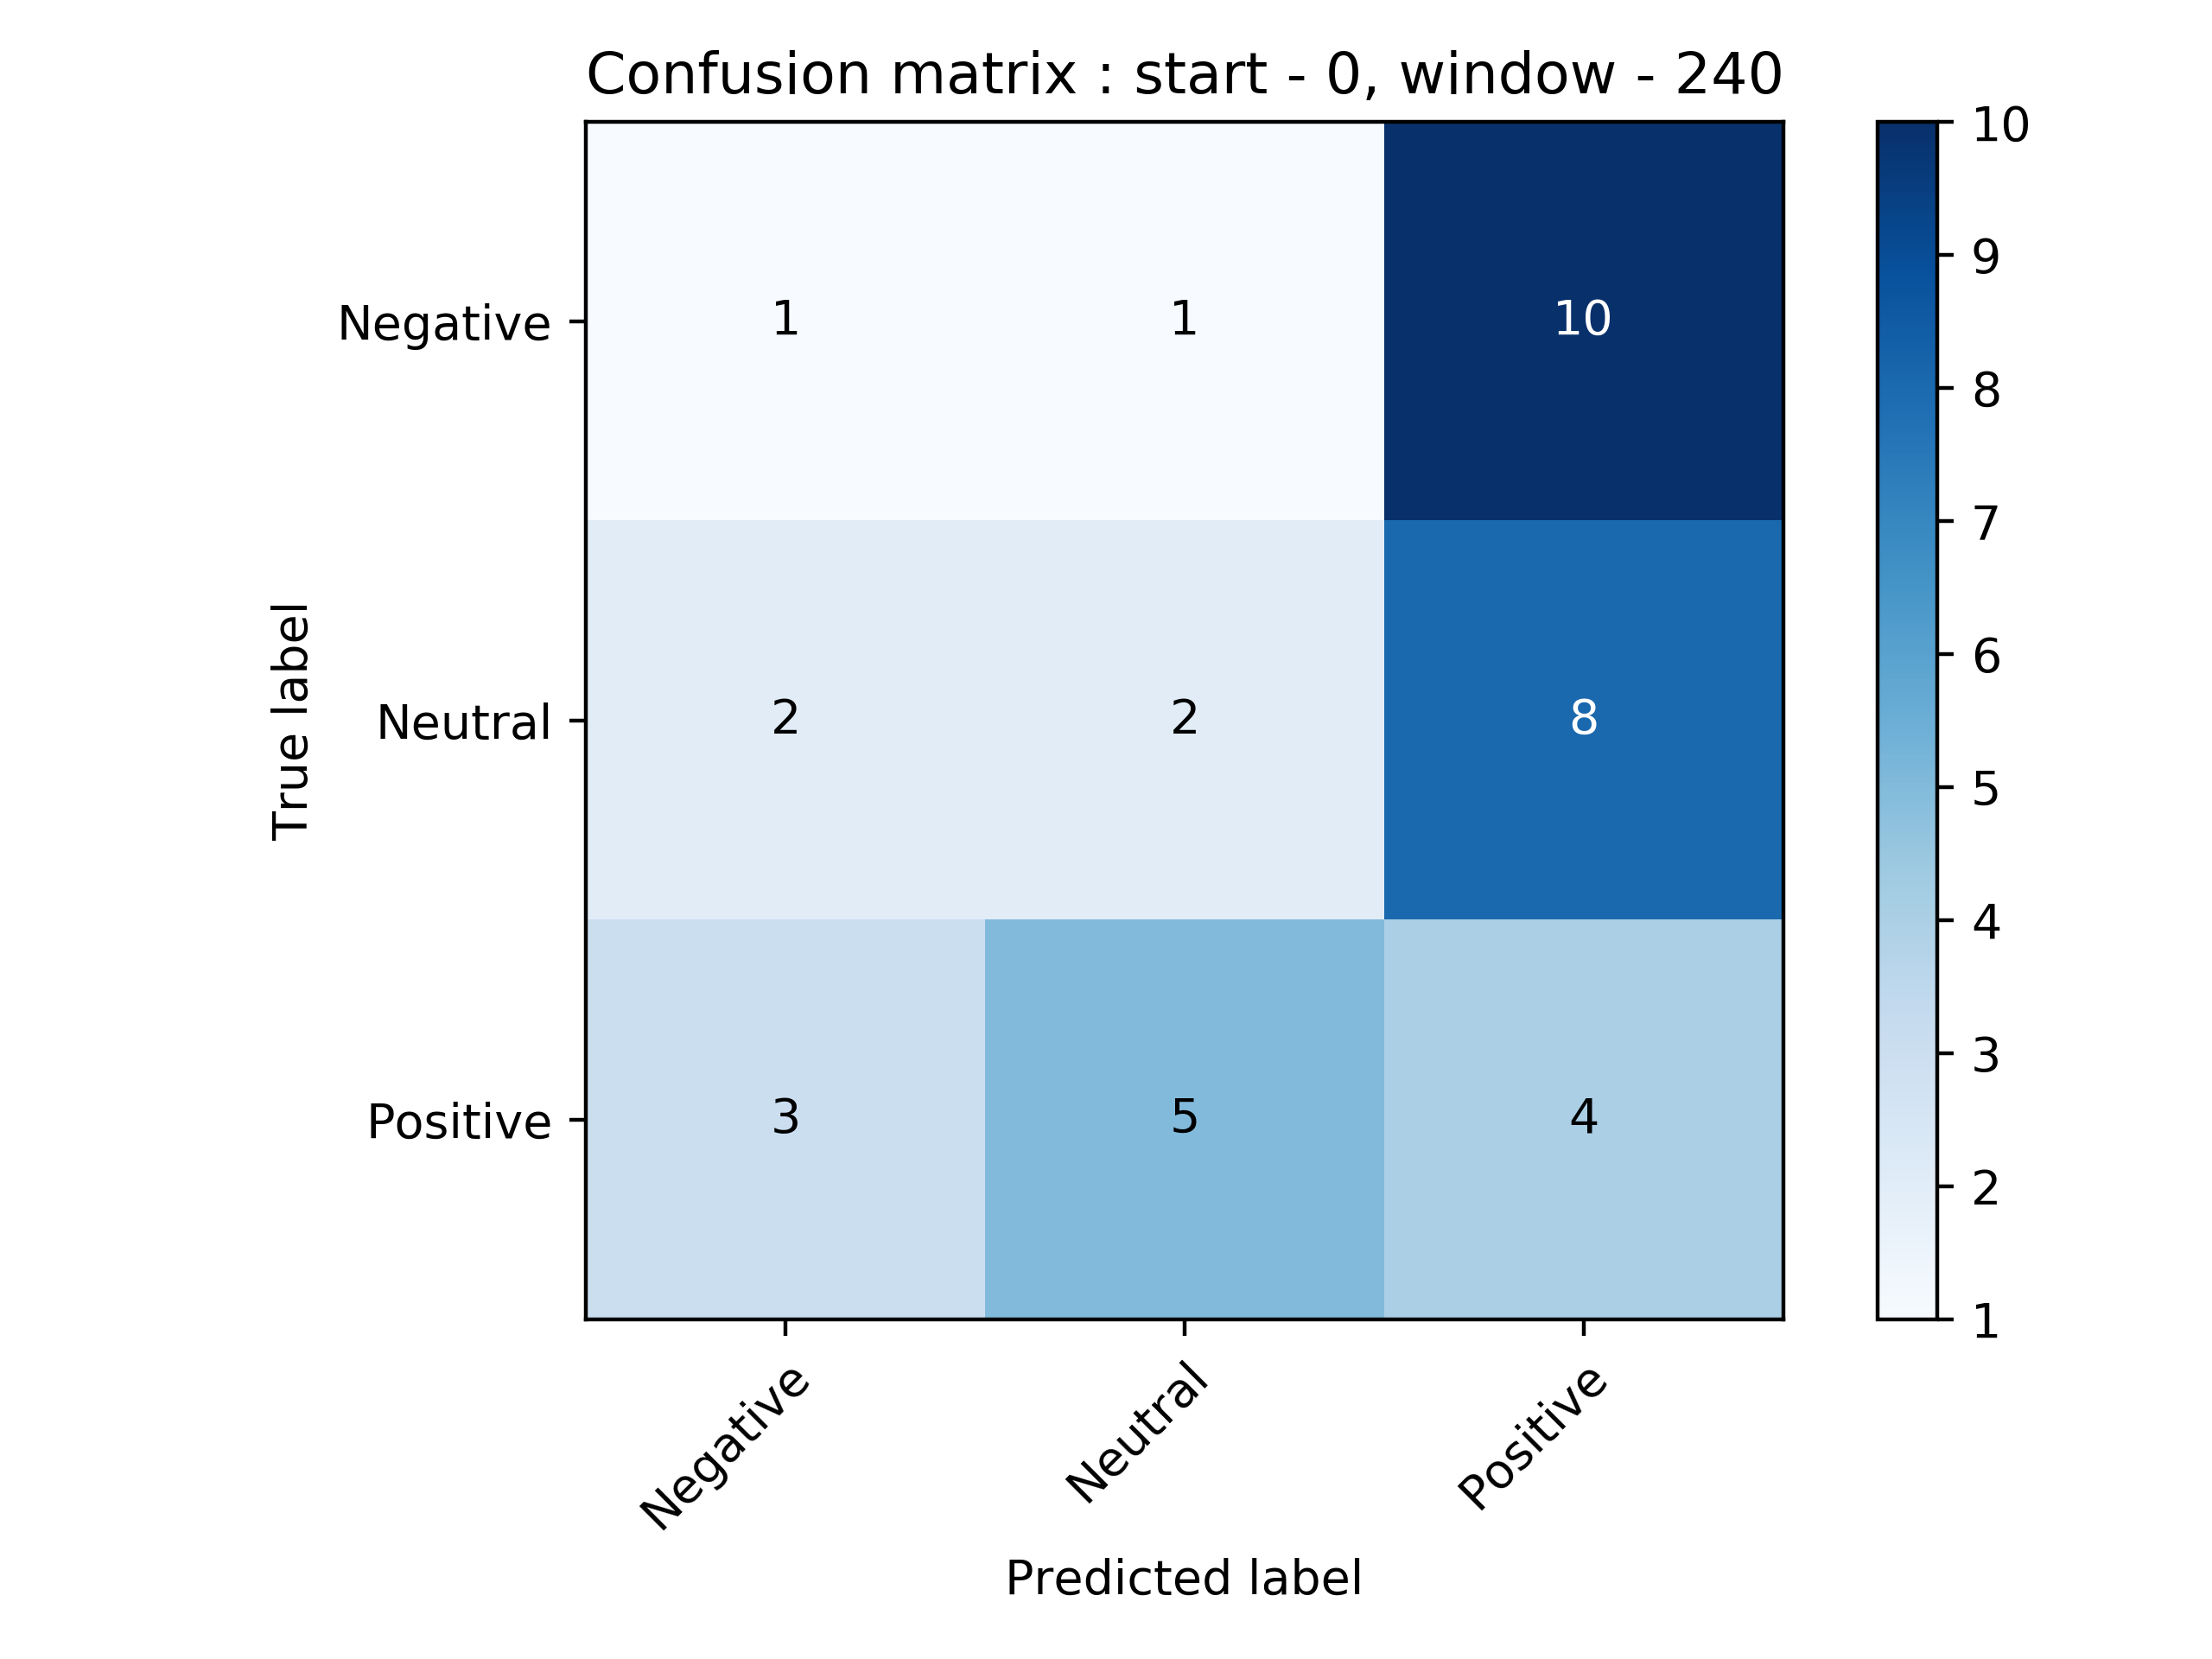 Confusion matrix : start - 0, window - 240
True label
Negative
1
1
10
Neutral
2
2
8
Positive
3
5
4
Negative
Neutral
Positive
Predicted label
10
9
8
7
6
5
4
3
2
1